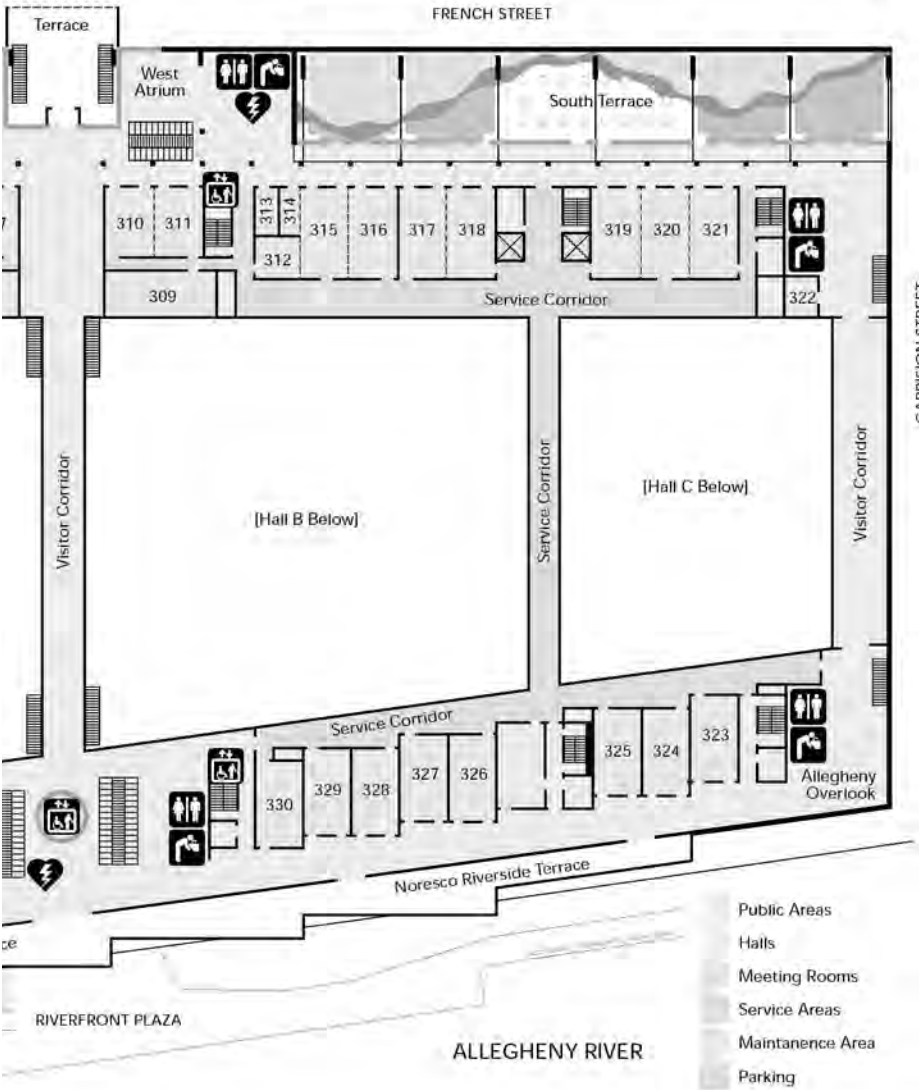 FRENCH STREET
Terrace
West
Atrium
South Terrace
310
311
313
314
315
316
317
318
319
320
321
312
309
322
Service Corridor
Visitor Corridor
[Hall B Below]
Service Corridor
[Hall C Below]
Visitor Corridor
Service Corridor
330
329
328
327
326
325
324
323
Allegheny
Overlook
Noresco Riverside Terrace
RIVERFRONT PLAZA
ALLEGHENY RIVER
Public Areas
Halls
Meeting Rooms
Service Areas
Maintanence Area
Parking